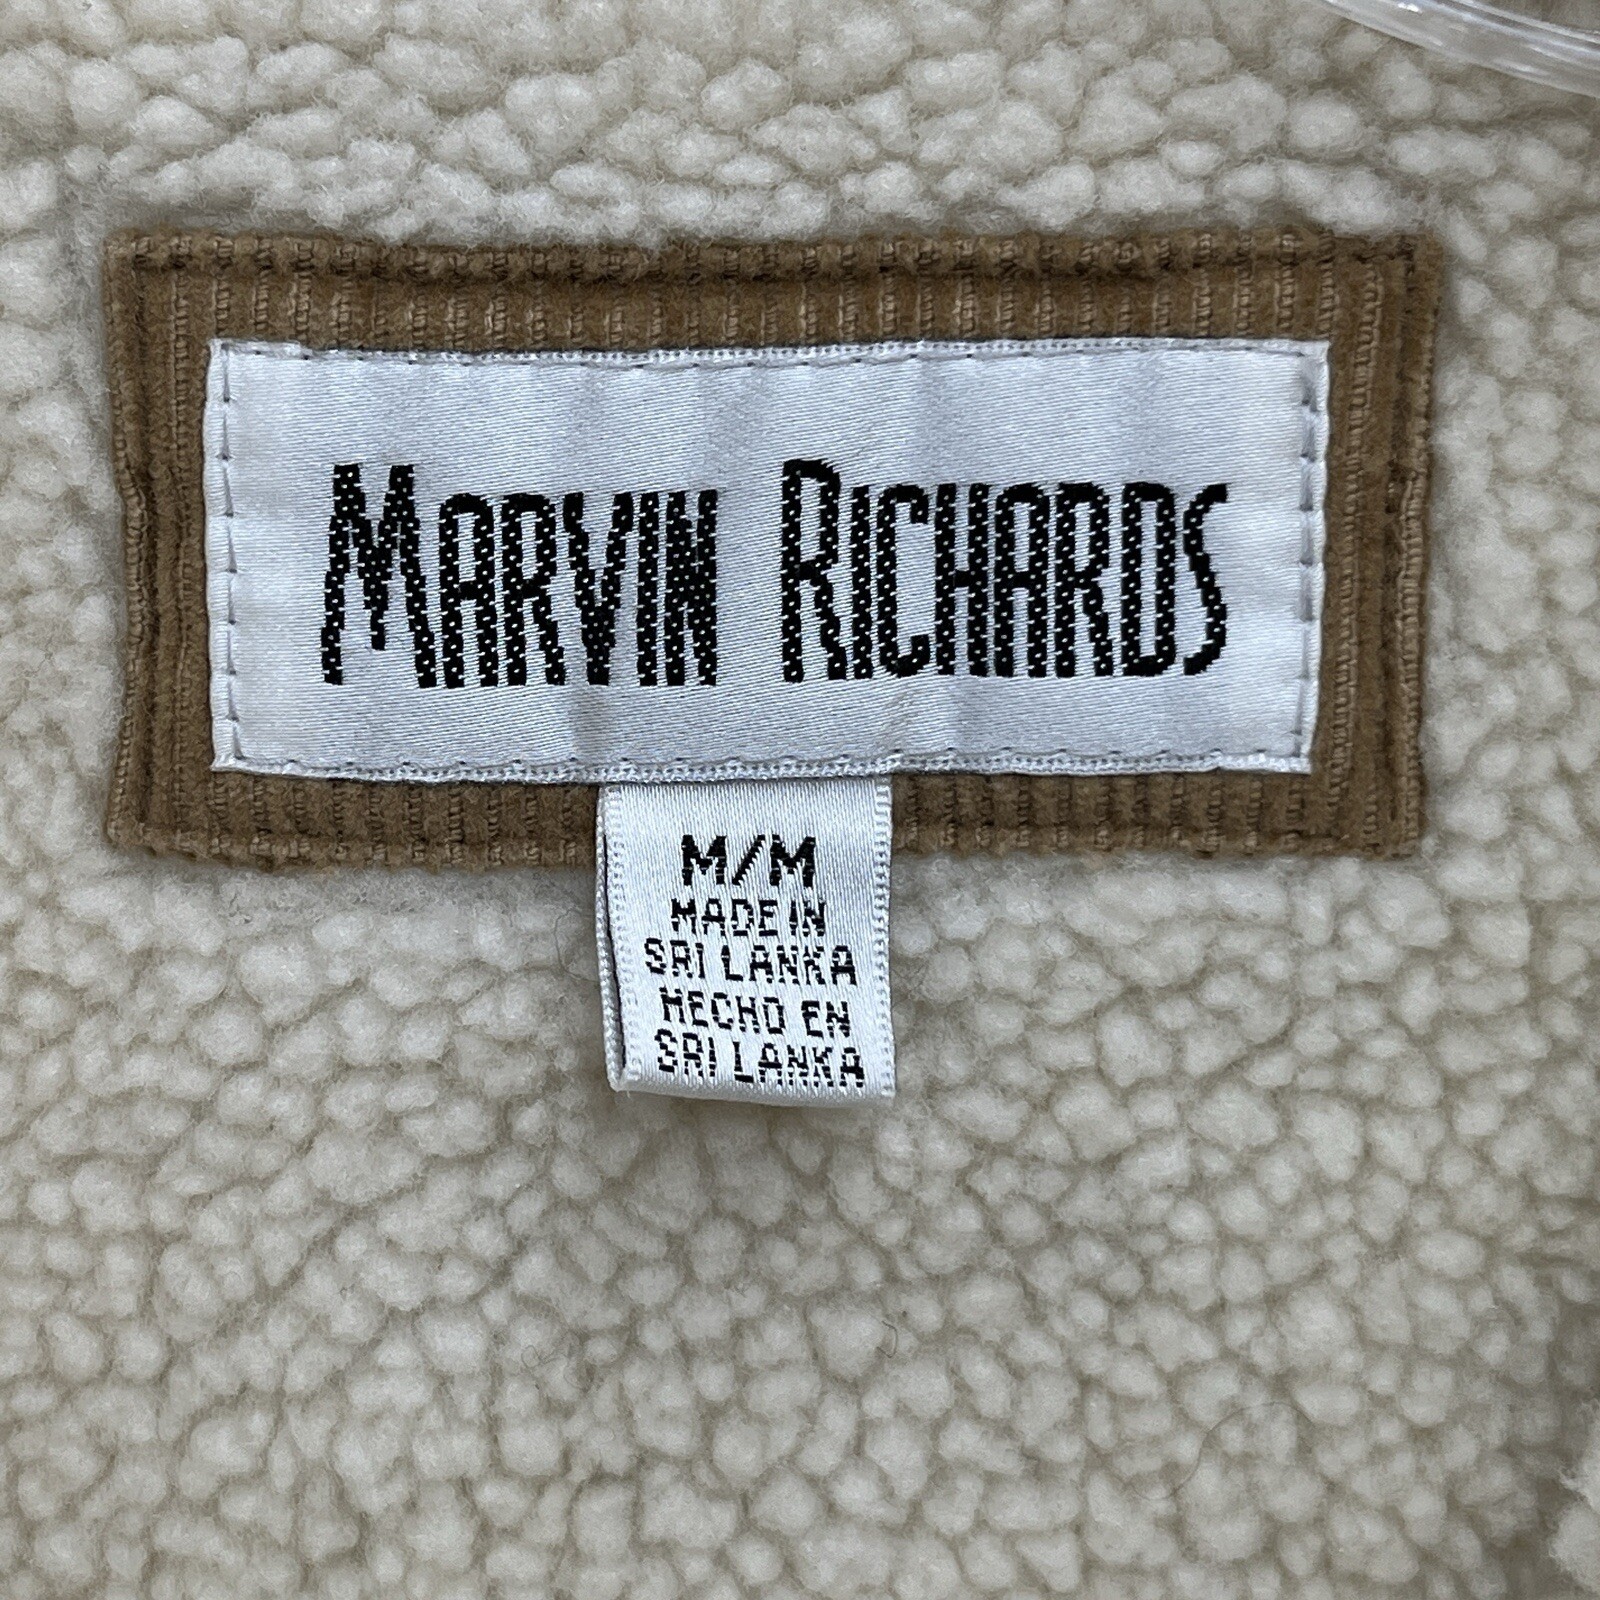 MARVIN RICHARDS
M/M
MADE IN
SRI LANKA
HECHO EN
SRI LANKA